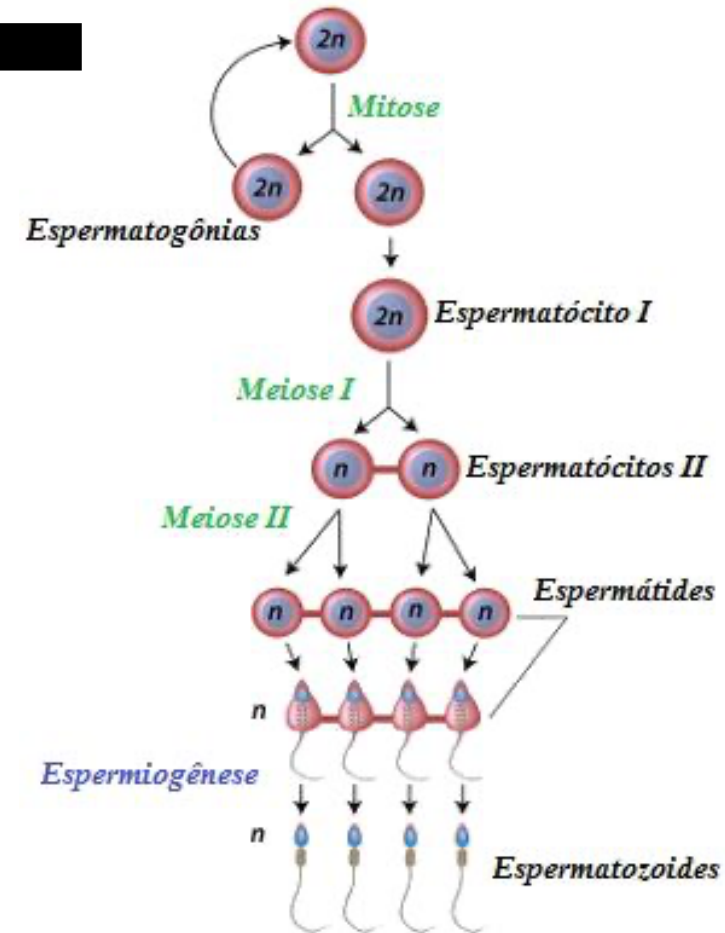 2n
Mitose
2n
2n
Espermatogônias
2n
Espermatócito I
Meiose I
n
n
Espermatócitos II
Meiose II
Espermátides
n
n
n
n
n
Espermiogênese
n
Espermatozoides